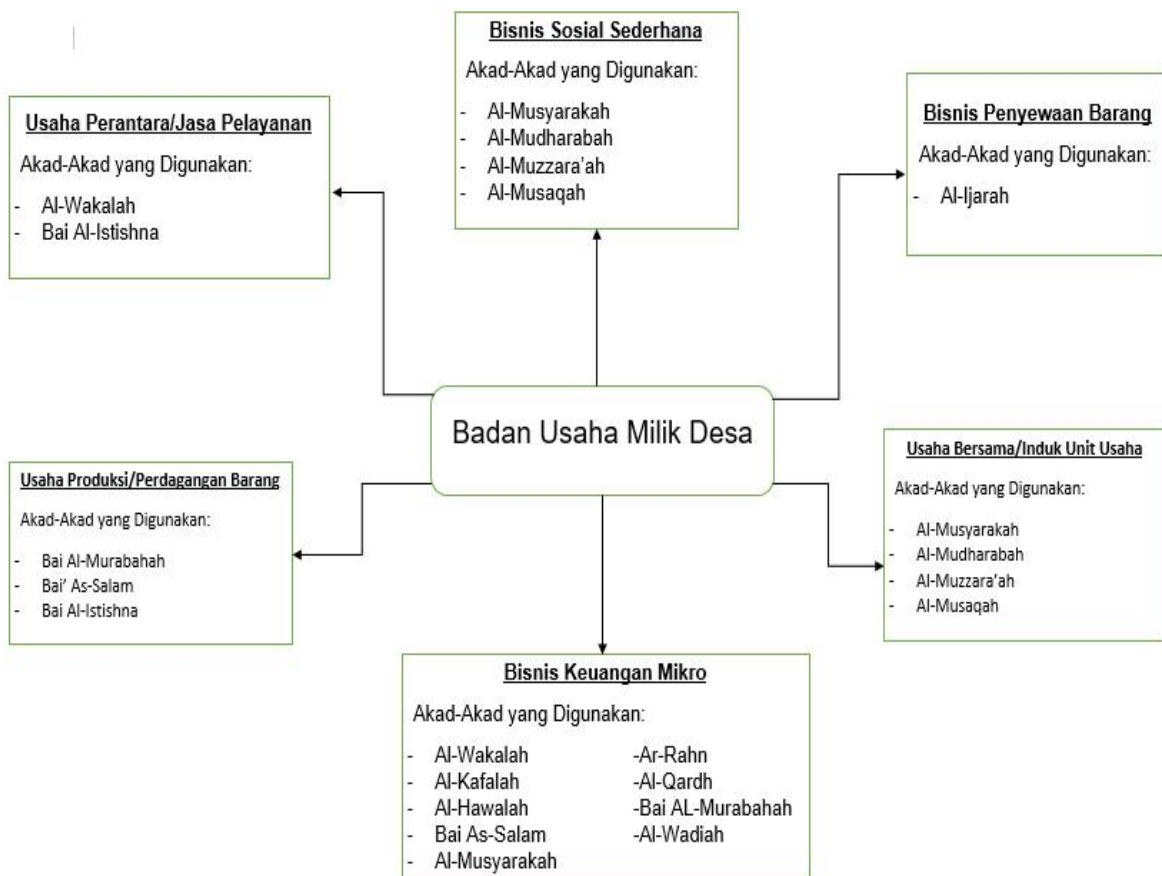 Bisnis Sosial Sederhana
Akad-Akad yang Digunakan:
- Al-Musyarakah
- Al-Mudharabah
- Al-Muzzara’ah
- Al-Musaqah
Usaha Perantara/Jasa Pelayanan
Akad-Akad yang Digunakan:
- Al-Wakalah
- Bai Al-Istishna
Bisnis Penyewaan Barang
Akad-Akad yang Digunakan:
- Al-Ijarah
Badan Usaha Milik Desa
Usaha Produksi/Perdagangan Barang
Akad-Akad yang Digunakan:
- Bai Al-Murabahah
- Bai’ As-Salam
- Bai Al-Istishna
Usaha Bersama/Induk Unit Usaha
Akad-Akad yang Digunakan:
- Al-Musyarakah
- Al-Mudharabah
- Al-Muzzara’ah
- Al-Musaqah
Bisnis Keuangan Mikro
Akad-Akad yang Digunakan:
- Al-Wakalah
- Al-Kafalah
- Al-Hawalah
- Bai As-Salam
- Al-Musyarakah
-Ar-Rahn
-Al-Qardh
-Bai AL-Murabahah
-Al-Wadiah